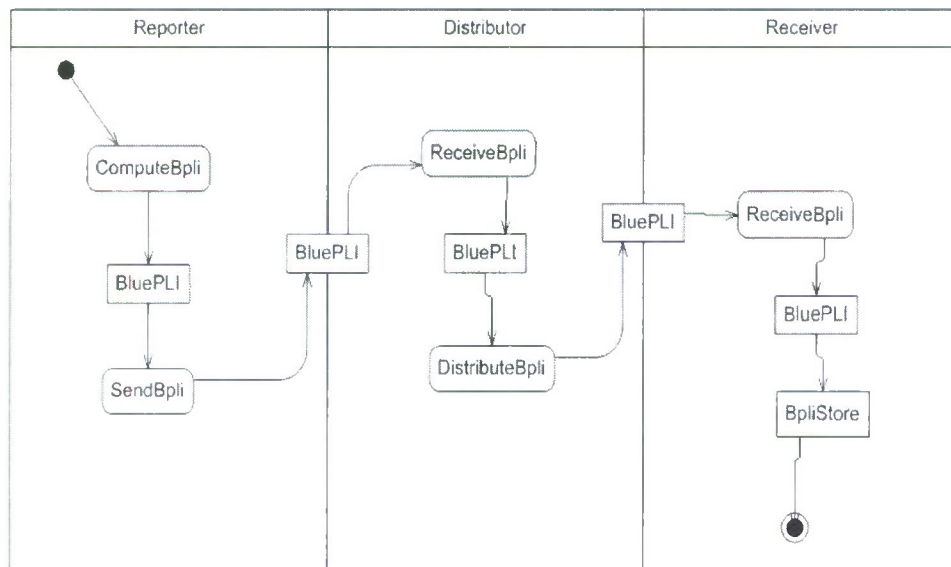 Reporter
Distributor
Receiver
ComputeBpli
BluePLI
SendBpli
BluePLI
ReceiveBpli
BluePLI
DistributeBpli
BluePLI
ReceiveBpli
BluePLI
BpliStore